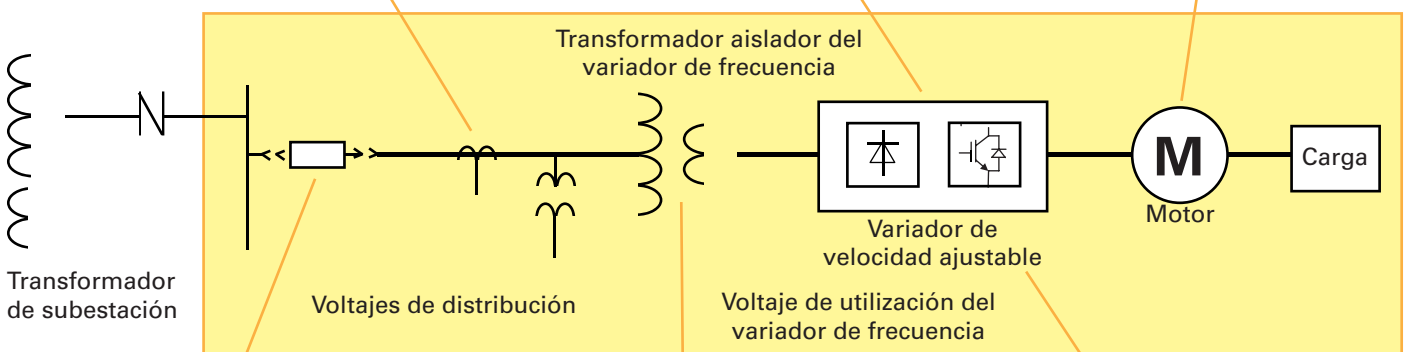 Transformador aislador del
variador de frecuencia
M
Carga
Motor
Variador de
velocidad ajustable
Transformador
de subestación
Voltajes de distribución
Voltaje de utilización del
variador de frecuencia